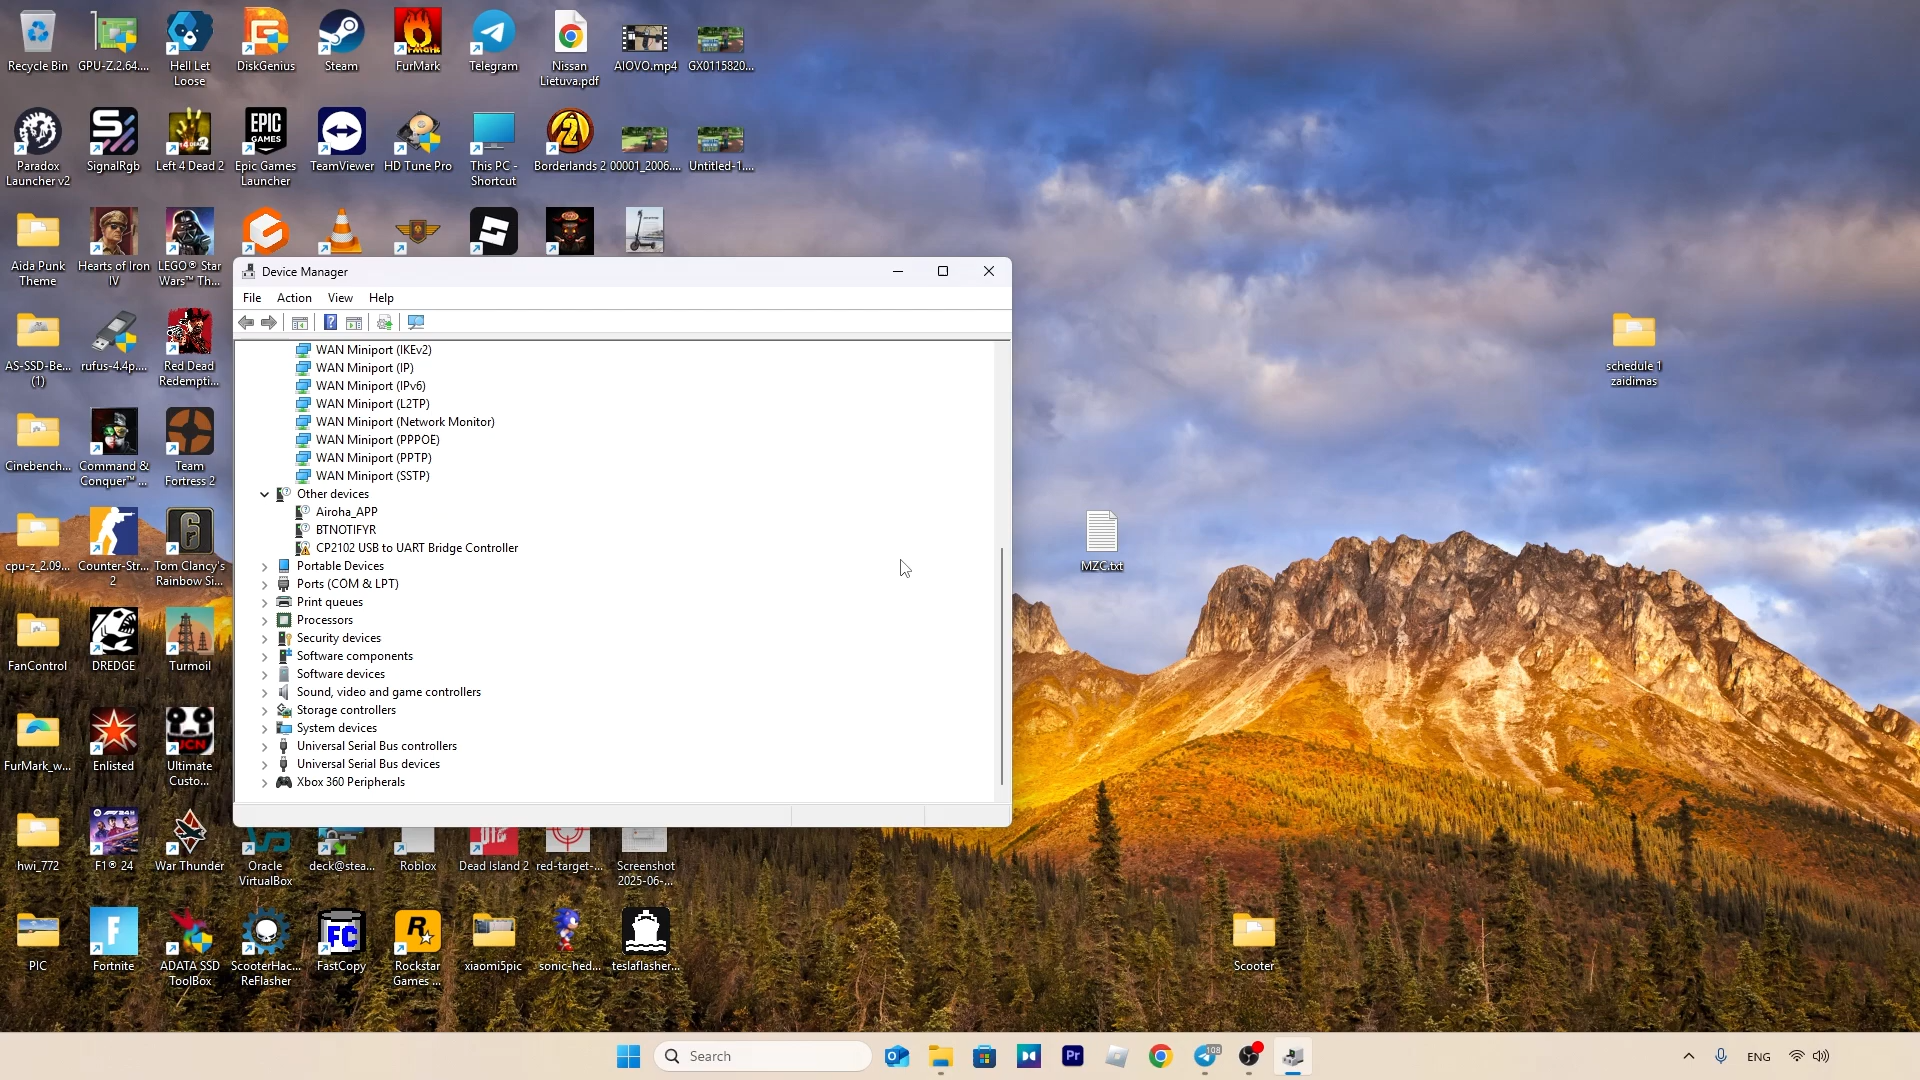 Recycle Bin
GPU-Z.2.64....
Hell Let
Loose
DiskGenius
Steam
FurMark
Telegram
Nissan
Lietuva.pdf
AIOVO.mp4
GX0115820...
Paradox
Launcher v2
SignalRgb
Left 4 Dead 2
EPIC
GAMES
Epic Games
Launcher
TeamViewer
HD Tune Pro
This PC -
Shortcut
Borderlands 2
00001_2006....
Untitled-1....
Aida Punk
Theme
Hearts of Iron
IV
LEGO® Star
Wars™ Th...
Device Manager
File
Action
View
Help
WAN Miniport (IKEv2)
WAN Miniport (IP)
WAN Miniport (IPv6)
WAN Miniport (L2TP)
WAN Miniport (Network Monitor)
WAN Miniport (PPPOE)
WAN Miniport (PPTP)
WAN Miniport (SSTP)
Other devices
Airoha_APP
BTNOTIFYR
CP2102 USB to UART Bridge Controller
Portable Devices
Ports (COM & LPT)
Print queues
Processors
Security devices
Software components
Software devices
Sound, video and game controllers
Storage controllers
System devices
Universal Serial Bus controllers
Universal Serial Bus devices
Xbox 360 Peripherals
AS-SSD-Be...
(1)
rufus-4.4p....
Red Dead
Redempti...
Cinebench...
Command &
Conquer™ ...
Team
Fortress 2
cpu-z_2.09...
Counter-Str...
2
Tom Clancy's
Rainbow Si...
FanControl
DREDGE
Turmoil
FurMark_w...
Enlisted
UCN
Ultimate
Custo...
hwi_772
F1® 24
War Thunder
Oracle
VirtualBox
deck@stea...
Roblox
Dead Island 2
red-target-...
Screenshot
2025-06-...
PIC
Fortnite
ADATA SSD
ToolBox
ScooterHac...
ReFlasher
FC
FastCopy
Rockstar
Games ...
xiaomi5pic
sonic-hed...
teslaflasher...
schedule 1
zaidimas
MZC.txt
Scooter
Search
Pr
108
ENG